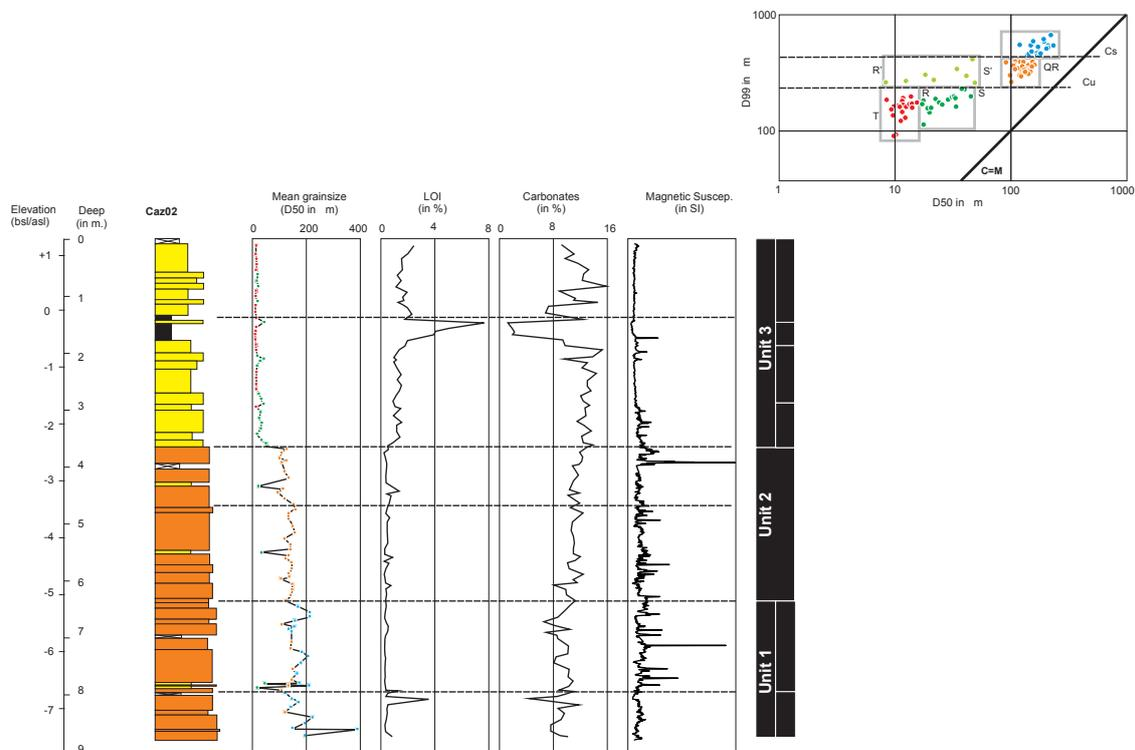 1000
D99 in m
100
R'
S'
QR
Cs
Cu
R
S
T
C=M
1
10
100
1000
D50 in m
Elevation
(bsl/asl)
Deep
(in m.)
Caz02
Mean grainsize
(D50 in m)
LOI
(in %)
Carbonates
(in %)
Magnetic Suscep.
(in SI)
0
200
400
0
4
8
0
8
16
+1
0
-1
-2
-3
-4
-5
-6
-7
0
1
2
3
4
5
6
7
8
9
Unit 3
Unit 2
Unit 1